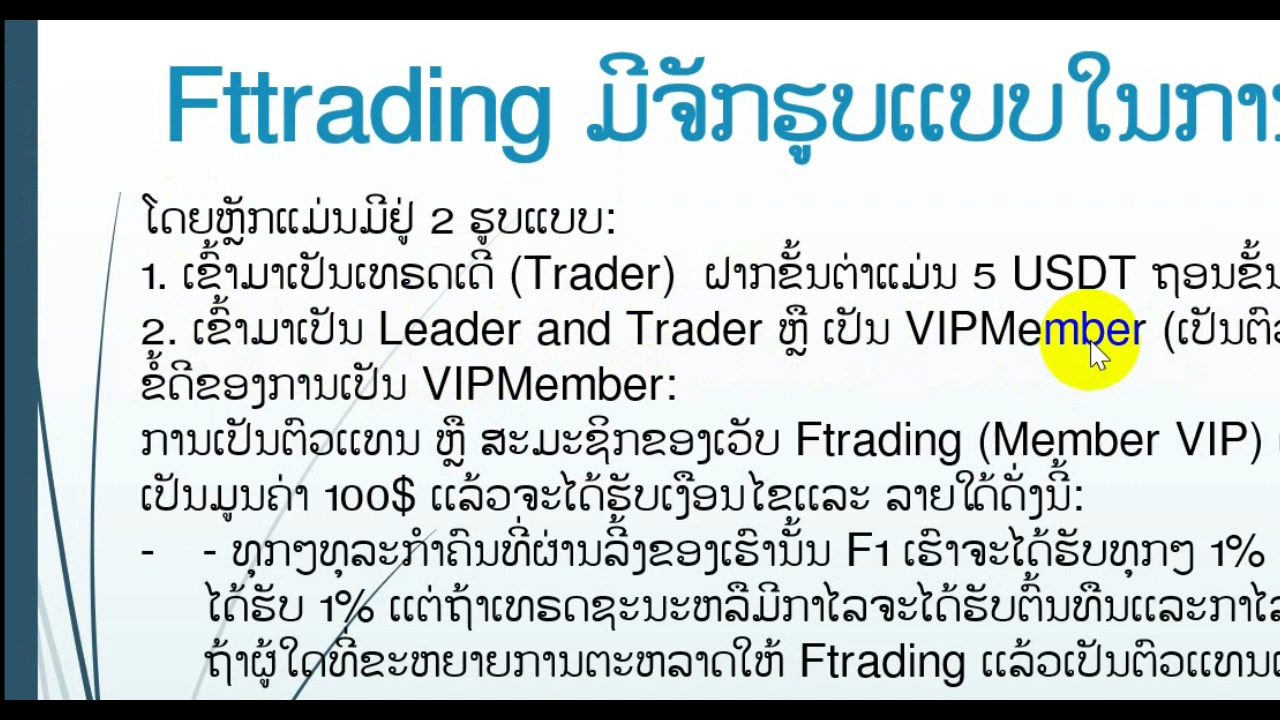 Fttrading ມີຈັກຮູບແບບໃນການ
ໂດຍຫຼັກແມ່ນມີຢູ່ 2 ຮູບແບບ:
1. ເຂົ້າມາເປັນເທຣດເດີ (Trader) ຝາກຂັ້ນຕ່ຳແມ່ນ 5 USDT ຖອນຂັ້ນ
2. ເຂົ້າມາເປັນ Leader and Trader ຫຼື ເປັນ VIPMember (ເປັນຕົວ
ຂໍ້ດີຂອງການເປັນ VIPMember:
ການເປັນຕົວແທນ ຫຼື ສະມະຊິກຂອງເວັບ Ftrading (Member VIP)
ເປັນມູນຄ່າ 100$ ແລ້ວຈະໄດ້ຮັບເງືອນໄຂແລະ ລາຍໃດ້ດັ່ງນີ້:
- - ທຸກໆທຸລະກຳຄົນທີ່ຜ່ານລີ້ງຂອງເຮົານັ້ນ F1 ເຮົາຈະໄດ້ຮັບທຸກໆ 1%
ໄດ້ຮັບ 1% ແຕ່ຖ້າເທຣດຊະນະຫລືມີກາໄລຈະໄດ້ຮັບຕົ້ນທືນແລະກາໄລ
ຖ້າຜູ້ໃດທີ່ຂະຫຍາຍການຕະຫລາດໃຫ້ Ftrading ແລ້ວເປັນຕົວແທນ